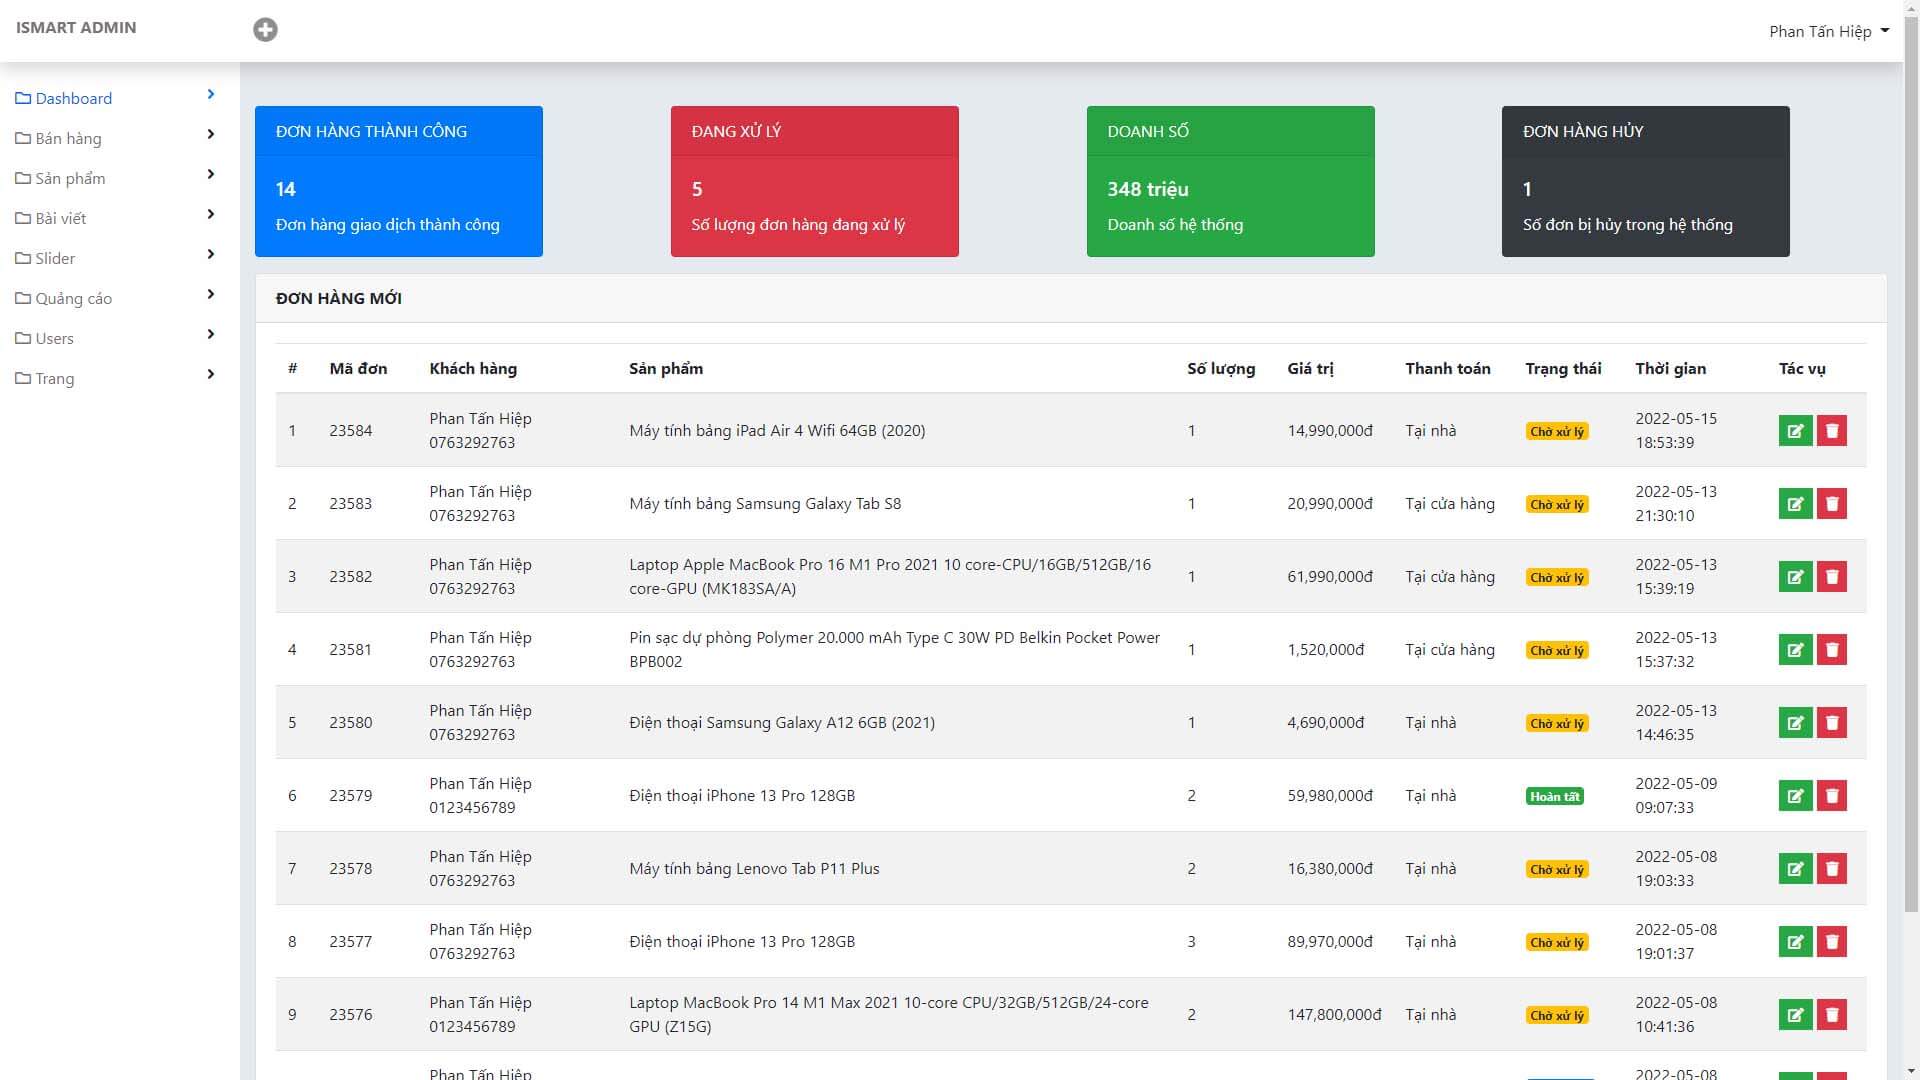 ISMART ADMIN
Phan Tấn Hiệp
Dashboard
Bán hàng
Sản phẩm
Bài viết
Slider
Quảng cáo
Users
Trang
ĐƠN HÀNG THÀNH CÔNG
14
Đơn hàng giao dịch thành công
ĐANG XỬ LÝ
5
Số lượng đơn hàng đang xử lý
DOANH SỐ
348 triệu
Doanh số hệ thống
ĐƠN HÀNG HỦY
1
Số đơn bị hủy trong hệ thống
ĐƠN HÀNG MỚI
# Mã đơn Khách hàng Sản phẩm Số lượng Giá trị Thanh toán Trạng thái Thời gian Tác vụ
1 23584 Phan Tấn Hiệp 0763292763 Máy tính bảng iPad Air 4 Wifi 64GB (2020) 1 14,990,000đ Tại nhà Chờ xử lý 2022-05-15 18:53:39
2 23583 Phan Tấn Hiệp 0763292763 Máy tính bảng Samsung Galaxy Tab S8 1 20,990,000đ Tại cửa hàng Chờ xử lý 2022-05-13 21:30:10
3 23582 Phan Tấn Hiệp 0763292763 Laptop Apple MacBook Pro 16 M1 Pro 2021 10 core-CPU/16GB/512GB/16 core-GPU (MK183SA/A) 1 61,990,000đ Tại cửa hàng Chờ xử lý 2022-05-13 15:39:19
4 23581 Phan Tấn Hiệp 0763292763 Pin sạc dự phòng Polymer 20.000 mAh Type C 30W PD Belkin Pocket Power BPB002 1 1,520,000đ Tại cửa hàng Chờ xử lý 2022-05-13 15:37:32
5 23580 Phan Tấn Hiệp 0763292763 Điện thoại Samsung Galaxy A12 6GB (2021) 1 4,690,000đ Tại nhà Chờ xử lý 2022-05-13 14:46:35
6 23579 Phan Tấn Hiệp 0123456789 Điện thoại iPhone 13 Pro 128GB 2 59,980,000đ Tại nhà Hoàn tất 2022-05-09 09:07:33
7 23578 Phan Tấn Hiệp 0763292763 Máy tính bảng Lenovo Tab P11 Plus 2 16,380,000đ Tại nhà Chờ xử lý 2022-05-08 19:03:33
8 23577 Phan Tấn Hiệp 0763292763 Điện thoại iPhone 13 Pro 128GB 3 89,970,000đ Tại nhà Chờ xử lý 2022-05-08 19:01:37
9 23576 Phan Tấn Hiệp 0123456789 Laptop MacBook Pro 14 M1 Max 2021 10-core CPU/32GB/512GB/24-core GPU (Z15G) 2 147,800,000đ Tại nhà Chờ xử lý 2022-05-08 10:41:36
Phan Tấn Hiệp 2022-05-08